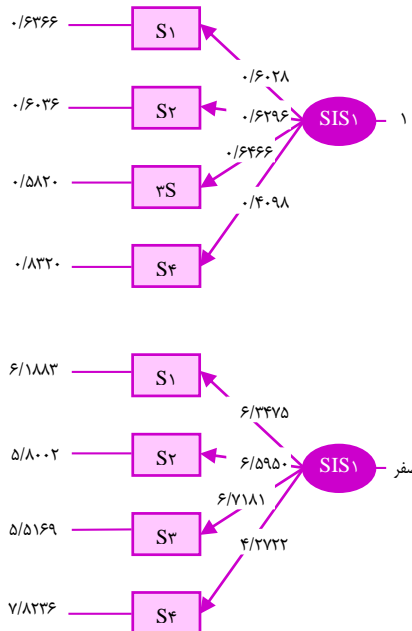 ۰/۶۳۶۶ S۱
۰/۶۰۲۸
۰/۶۰۳۶ S۲ ۰/۶۲۹۶ SIS۱ ۱
۰/۶۴۶۶
۰/۵۸۲۰ ۳S
۰/۴۰۹۸
۰/۸۳۲۰ S۴
۶/۱۸۸۳ S۱
۶/۳۴۷۵
۵/۸۰۰۲ S۲ ۶/۵۹۵۰ SIS۱ صفر
۶/۷۱۸۱
۵/۵۱۶۹ S۳
۴/۲۷۲۲
۷/۸۲۳۶ S۴